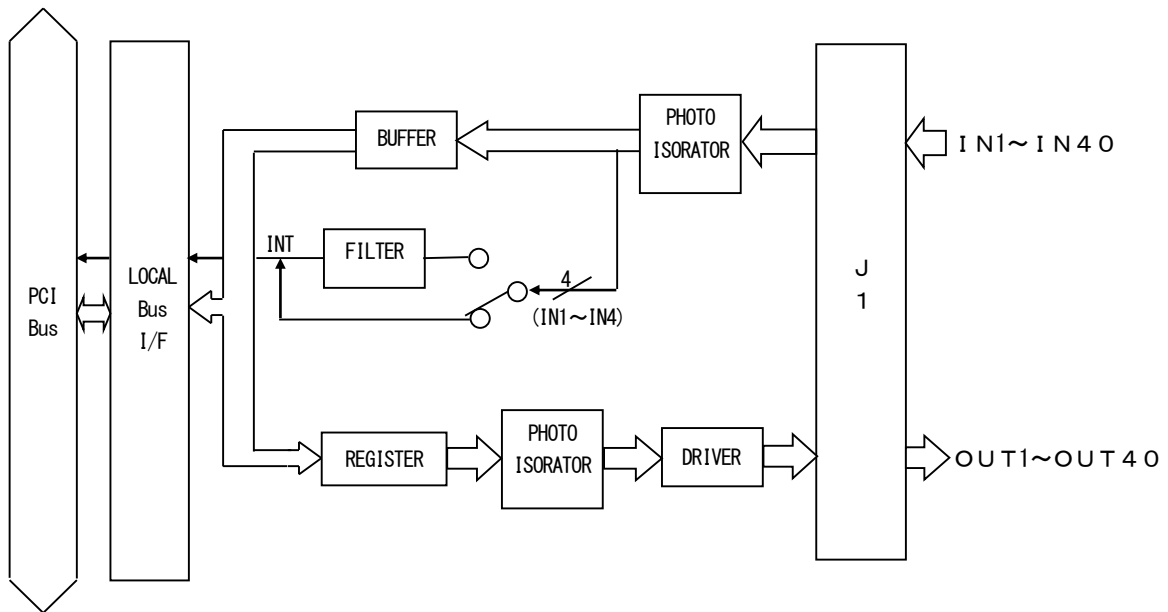 PCI
Bus
LOCAL
Bus
I/F
BUFFER
PHOTO
ISORATOR
INT
FILTER
4
(IN1～IN4)
REGISTER
PHOTO
ISORATOR
DRIVER
J
1
ＩＮ1～ＩＮ４０
ＯＵＴ1～ＯＵＴ４０